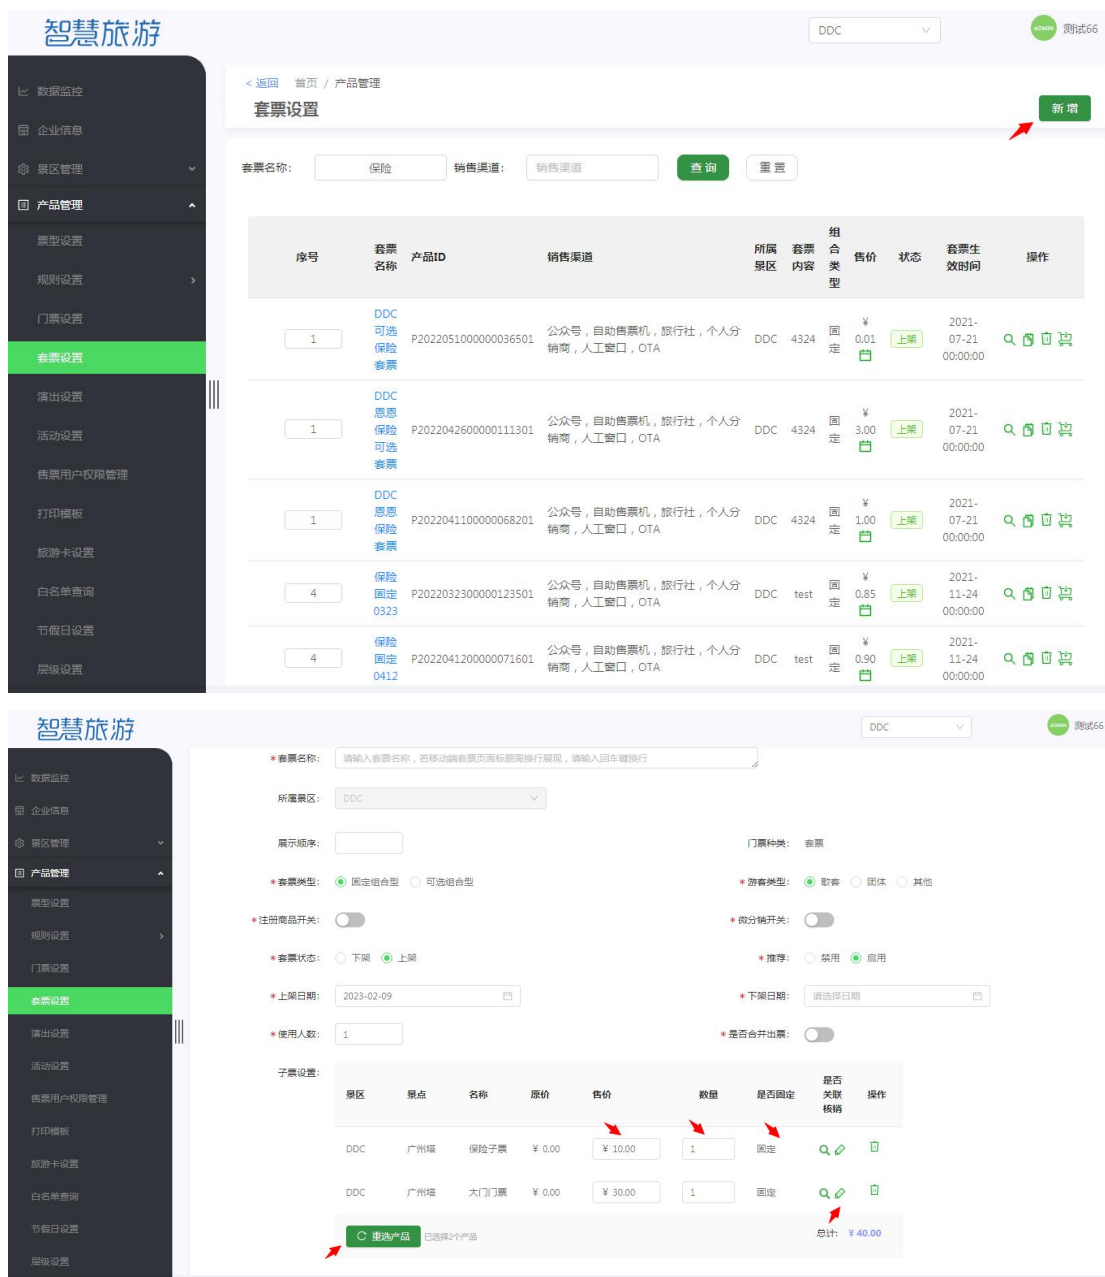 智慧旅游
DDC
ADMIN
测试66
数据监控
企业信息
景区管理
产品管理
票型设置
规则设置
门票设置
套票设置
演出设置
活动设置
售票用户权限管理
打印模板
旅游卡设置
白名单查询
节假日设置
层级设置
< 返回 首页 / 产品管理
套票设置
新 增
套票名称: 保险 销售渠道: 销售渠道 查 询 重 置
序号 套票名称 产品ID 销售渠道 所属景区 套票内容 组合类型 售价 状态 套票生效时间 操作
1 DDC可选保险套票 P2022051000000036501 公众号，自助售票机，旅行社，个人分销商，人工窗口，OTA DDC 4324 固定 ¥ 0.01 上架 2021-07-21 00:00:00
1 DDC恩恩保险可选套票 P2022042600000111301 公众号，自助售票机，旅行社，个人分销商，人工窗口，OTA DDC 4324 固定 ¥ 3.00 上架 2021-07-21 00:00:00
1 DDC恩恩保险套票 P2022041100000068201 公众号，自助售票机，旅行社，个人分销商，人工窗口，OTA DDC 4324 固定 ¥ 1.00 上架 2021-07-21 00:00:00
4 保险固定0323 P2022032300000123501 公众号，自助售票机，旅行社，个人分销商，人工窗口，OTA DDC test 固定 ¥ 0.85 上架 2021-11-24 00:00:00
4 保险固定0412 P2022041200000071601 公众号，自助售票机，旅行社，个人分销商，人工窗口，OTA DDC test 固定 ¥ 0.90 上架 2021-11-24 00:00:00
智慧旅游
DDC
ADMIN
测试66
数据监控
企业信息
景区管理
产品管理
票型设置
规则设置
门票设置
套票设置
演出设置
活动设置
售票用户权限管理
打印模板
旅游卡设置
白名单查询
节假日设置
层级设置
*套票名称: 请输入套票名称，若移动端套票页面标题需换行展现，请输入回车键换行
所属景区: DDC
展示顺序: 门票种类: 套票
*套票类型: 固定组合型 可选组合型 *游客类型: 散客 团体 其他
*注册商品开关: *微分销开关:
*套票状态: 下架 上架 *推荐: 禁用 启用
*上架日期: 2023-02-09 *下架日期: 请选择日期
*使用人数: 1 *是否合并出票:
子票设置:
景区 景点 名称 原价 售价 数量 是否固定 是否关联核销 操作
DDC 广州塔 保险子票 ¥ 0.00 ¥ 10.00 1 固定
DDC 广州塔 大门门票 ¥ 0.00 ¥ 30.00 1 固定
重选产品 已选择2个产品 总计: ¥ 40.00